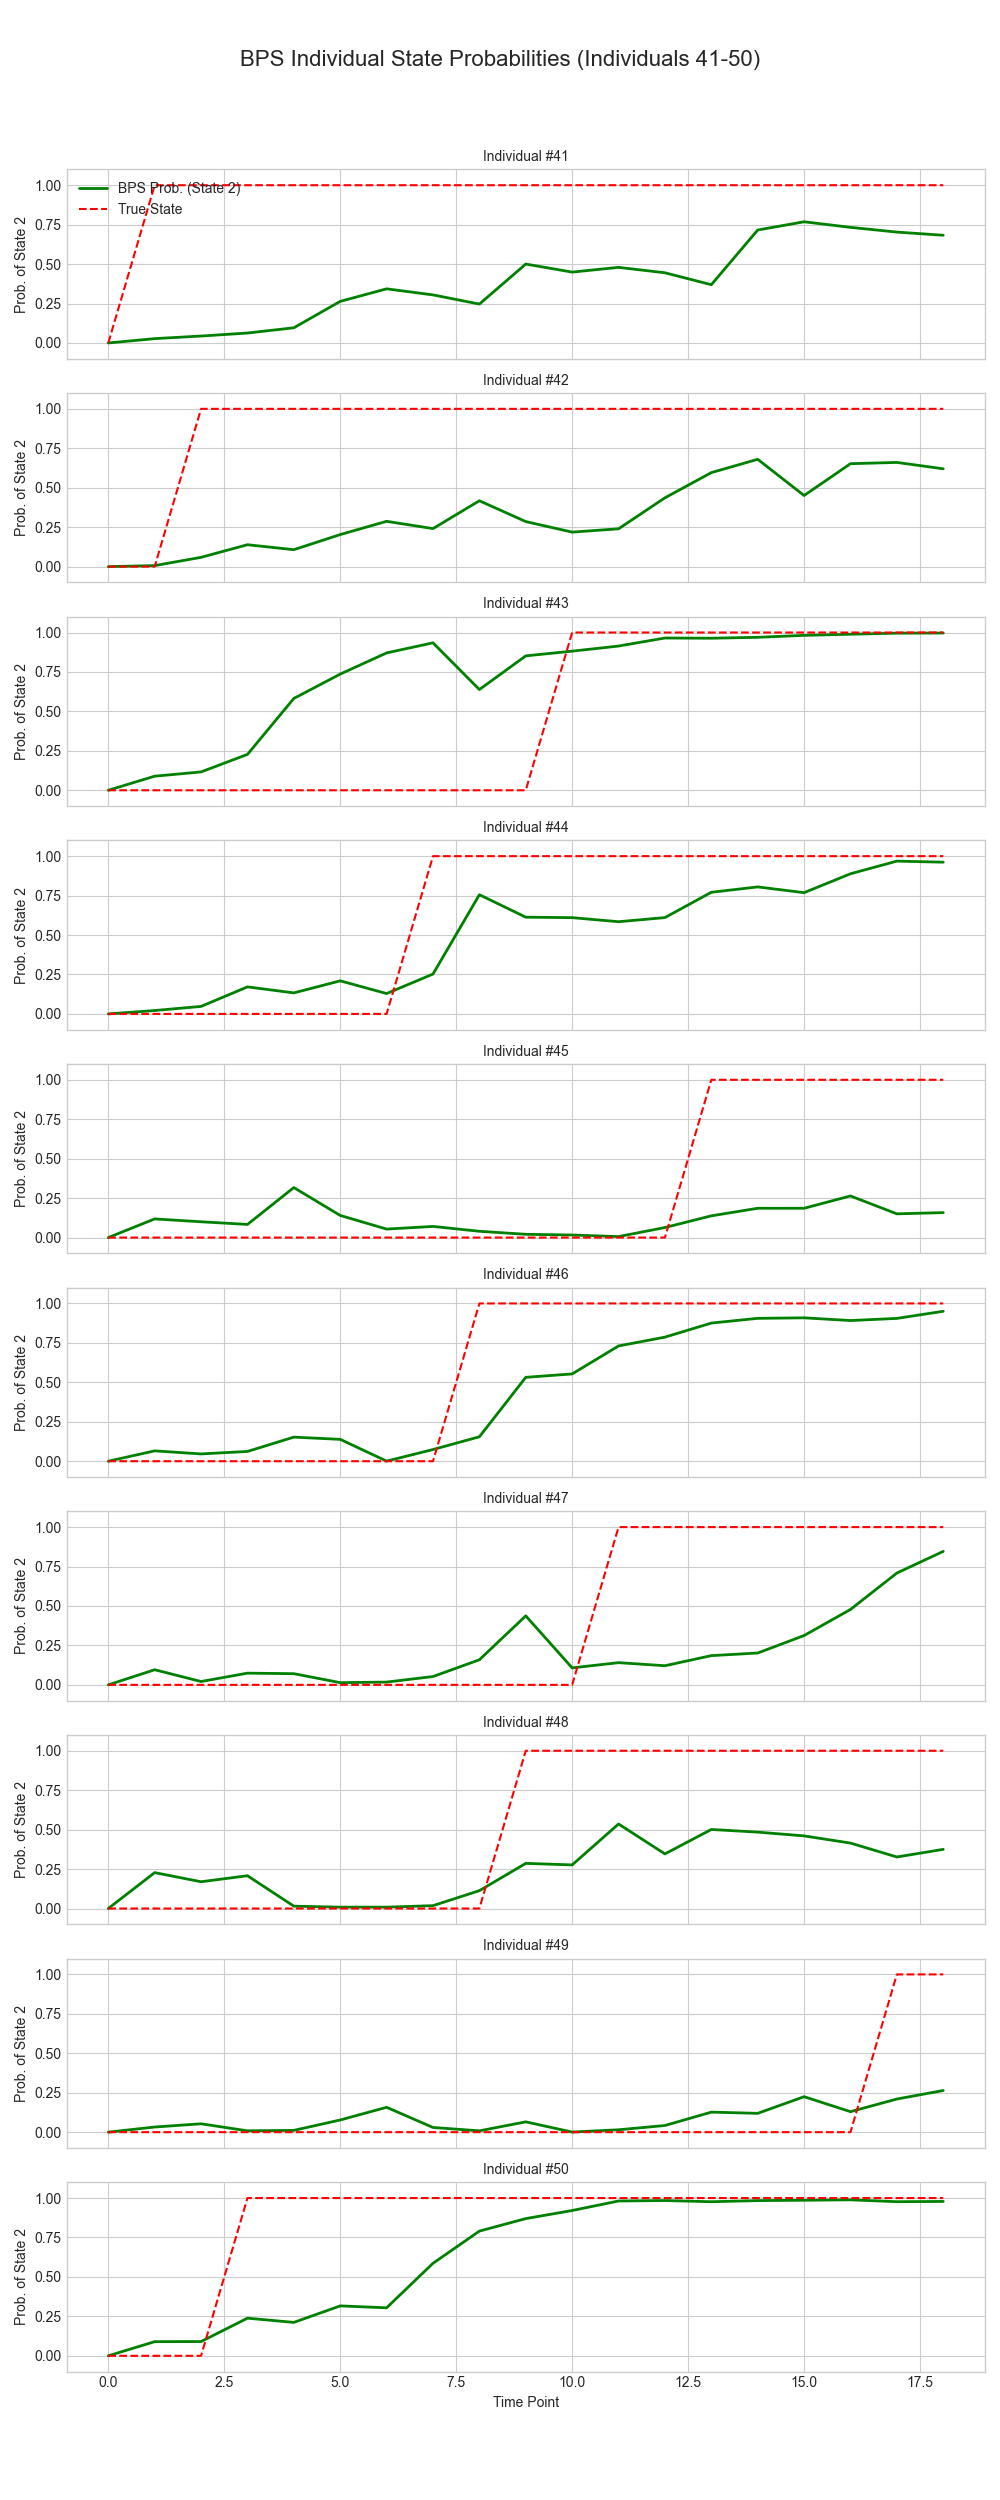 BPS Individual State Probabilities (Individuals 41-50)
Individual #41
BPS Prob. (State 2)
True State
Prob. of State 2
1.00
0.75
0.50
0.25
0.00
Individual #42
Prob. of State 2
1.00
0.75
0.50
0.25
0.00
Individual #43
Prob. of State 2
1.00
0.75
0.50
0.25
0.00
Individual #44
Prob. of State 2
1.00
0.75
0.50
0.25
0.00
Individual #45
Prob. of State 2
1.00
0.75
0.50
0.25
0.00
Individual #46
Prob. of State 2
1.00
0.75
0.50
0.25
0.00
Individual #47
Prob. of State 2
1.00
0.75
0.50
0.25
0.00
Individual #48
Prob. of State 2
1.00
0.75
0.50
0.25
0.00
Individual #49
Prob. of State 2
1.00
0.75
0.50
0.25
0.00
Individual #50
Prob. of State 2
1.00
0.75
0.50
0.25
0.00
0.0 2.5 5.0 7.5 10.0 12.5 15.0 17.5
Time Point